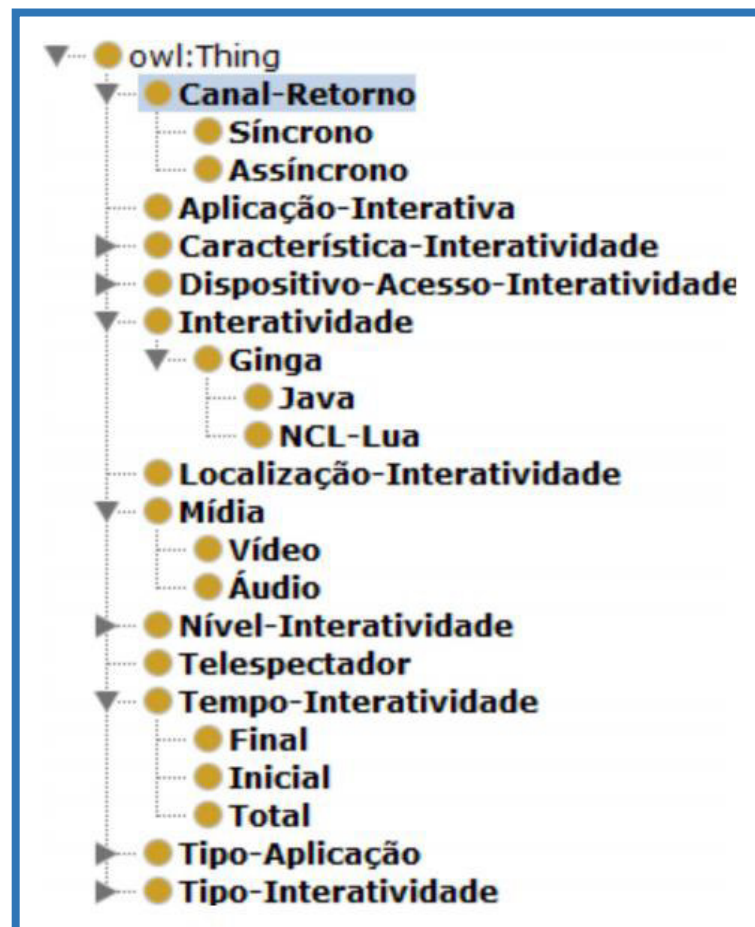 owl:Thing
Canal-Retorno
Síncrono
Assíncrono
Aplicação-Interativa
Característica-Interatividade
Dispositivo-Acesso-Interatividade
Interatividade
Ginga
Java
NCL-Lua
Localização-Interatividade
Mídia
Vídeo
Áudio
Nível-Interatividade
Telespectador
Tempo-Interatividade
Final
Inicial
Total
Tipo-Aplicação
Tipo-Interatividade